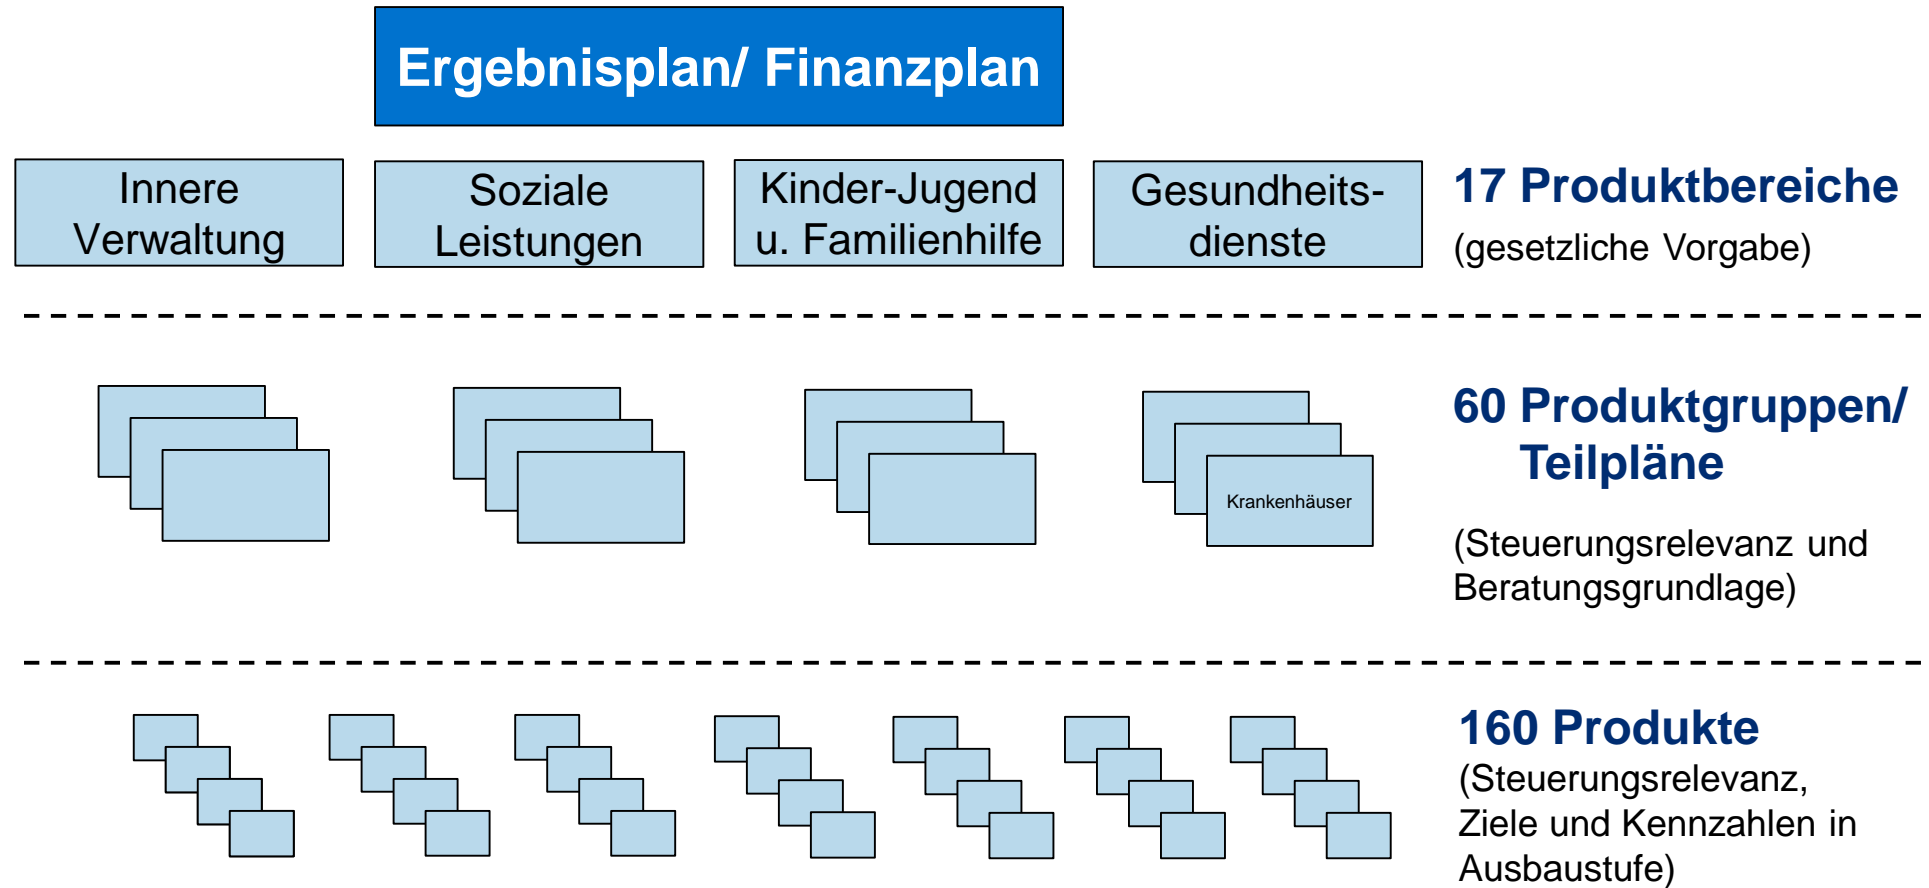 Ergebnisplan/ Finanzplan
Innere
Verwaltung
Soziale
Leistungen
Kinder-Jugend
u. Familienhilfe
Gesundheits-
dienste
17 Produktbereiche
(gesetzliche Vorgabe)
Krankenhäuser
60 Produktgruppen/
Teilpläne
(Steuerungsrelevanz und
Beratungsgrundlage)
160 Produkte
(Steuerungsrelevanz,
Ziele und Kennzahlen in
Ausbaustufe)